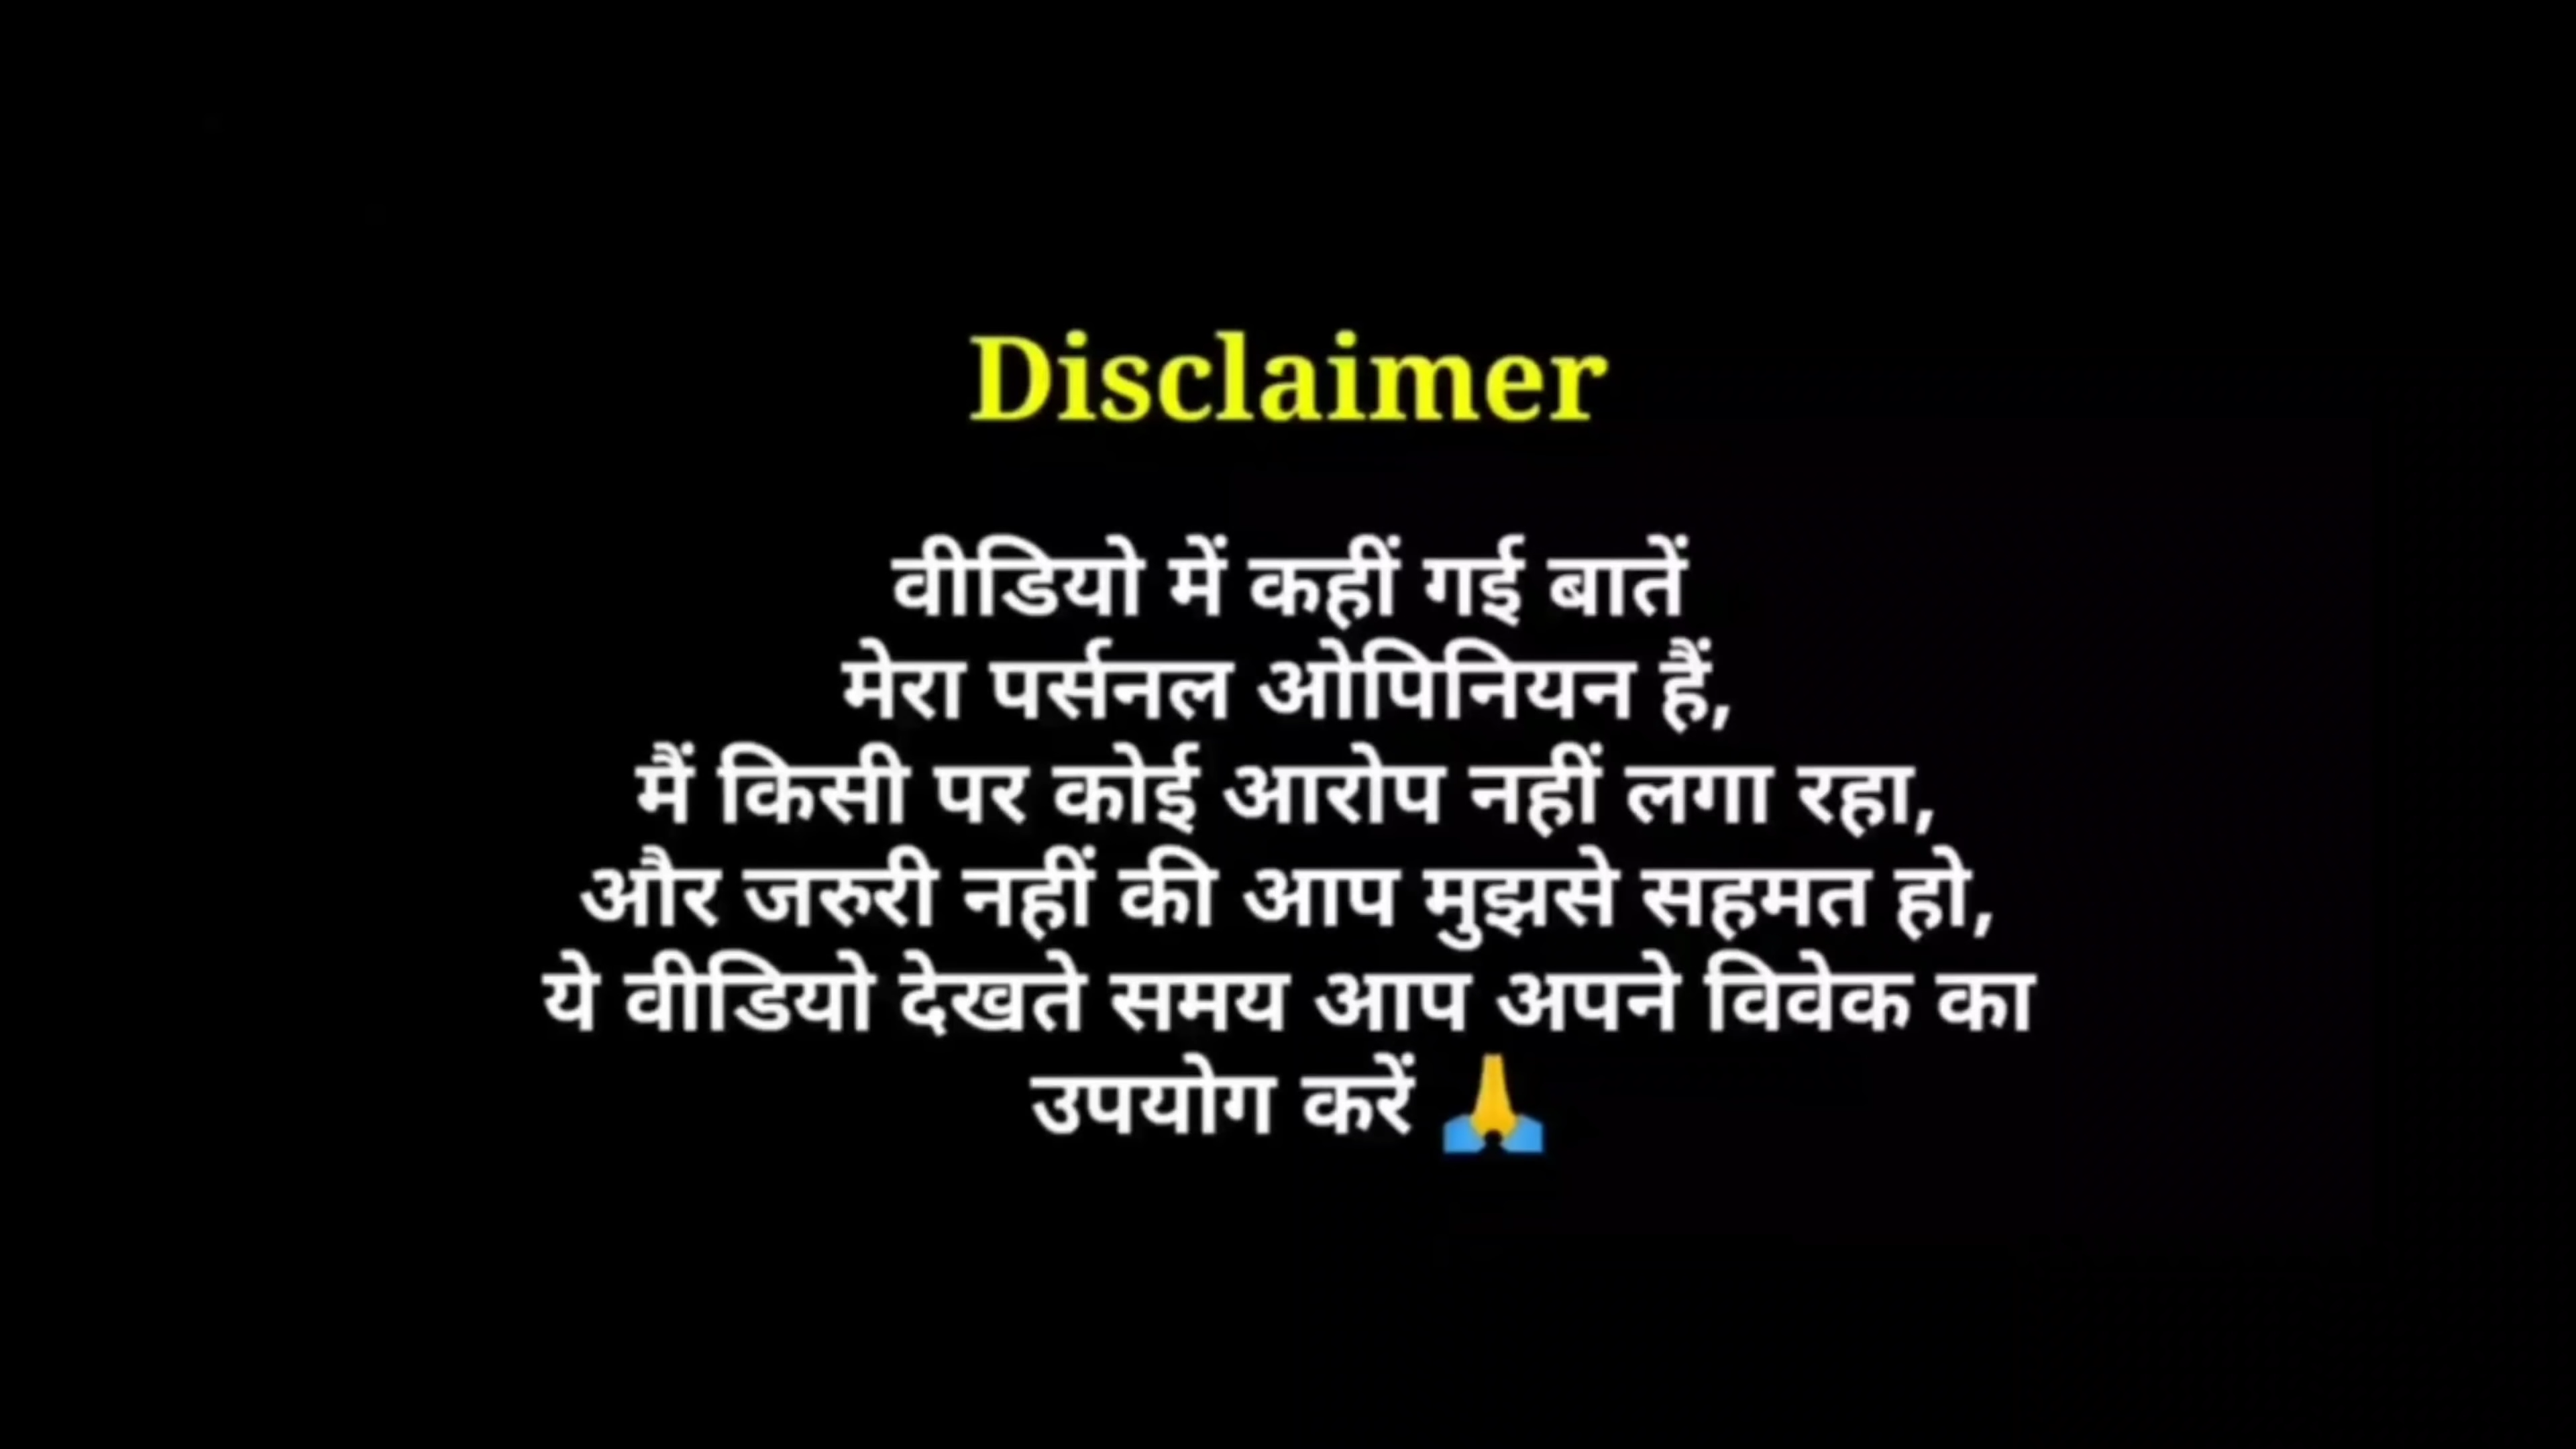 Disclaimer
वीडियो में कहीं गई बातें
मेरा पर्सनल ओपिनियन हैं,
मैं किसी पर कोई आरोप नहीं लगा रहा,
और जरुरी नहीं की आप मुझसे सहमत हो,
ये वीडियो देखते समय आप अपने विवेक का
उपयोग करें 🙏